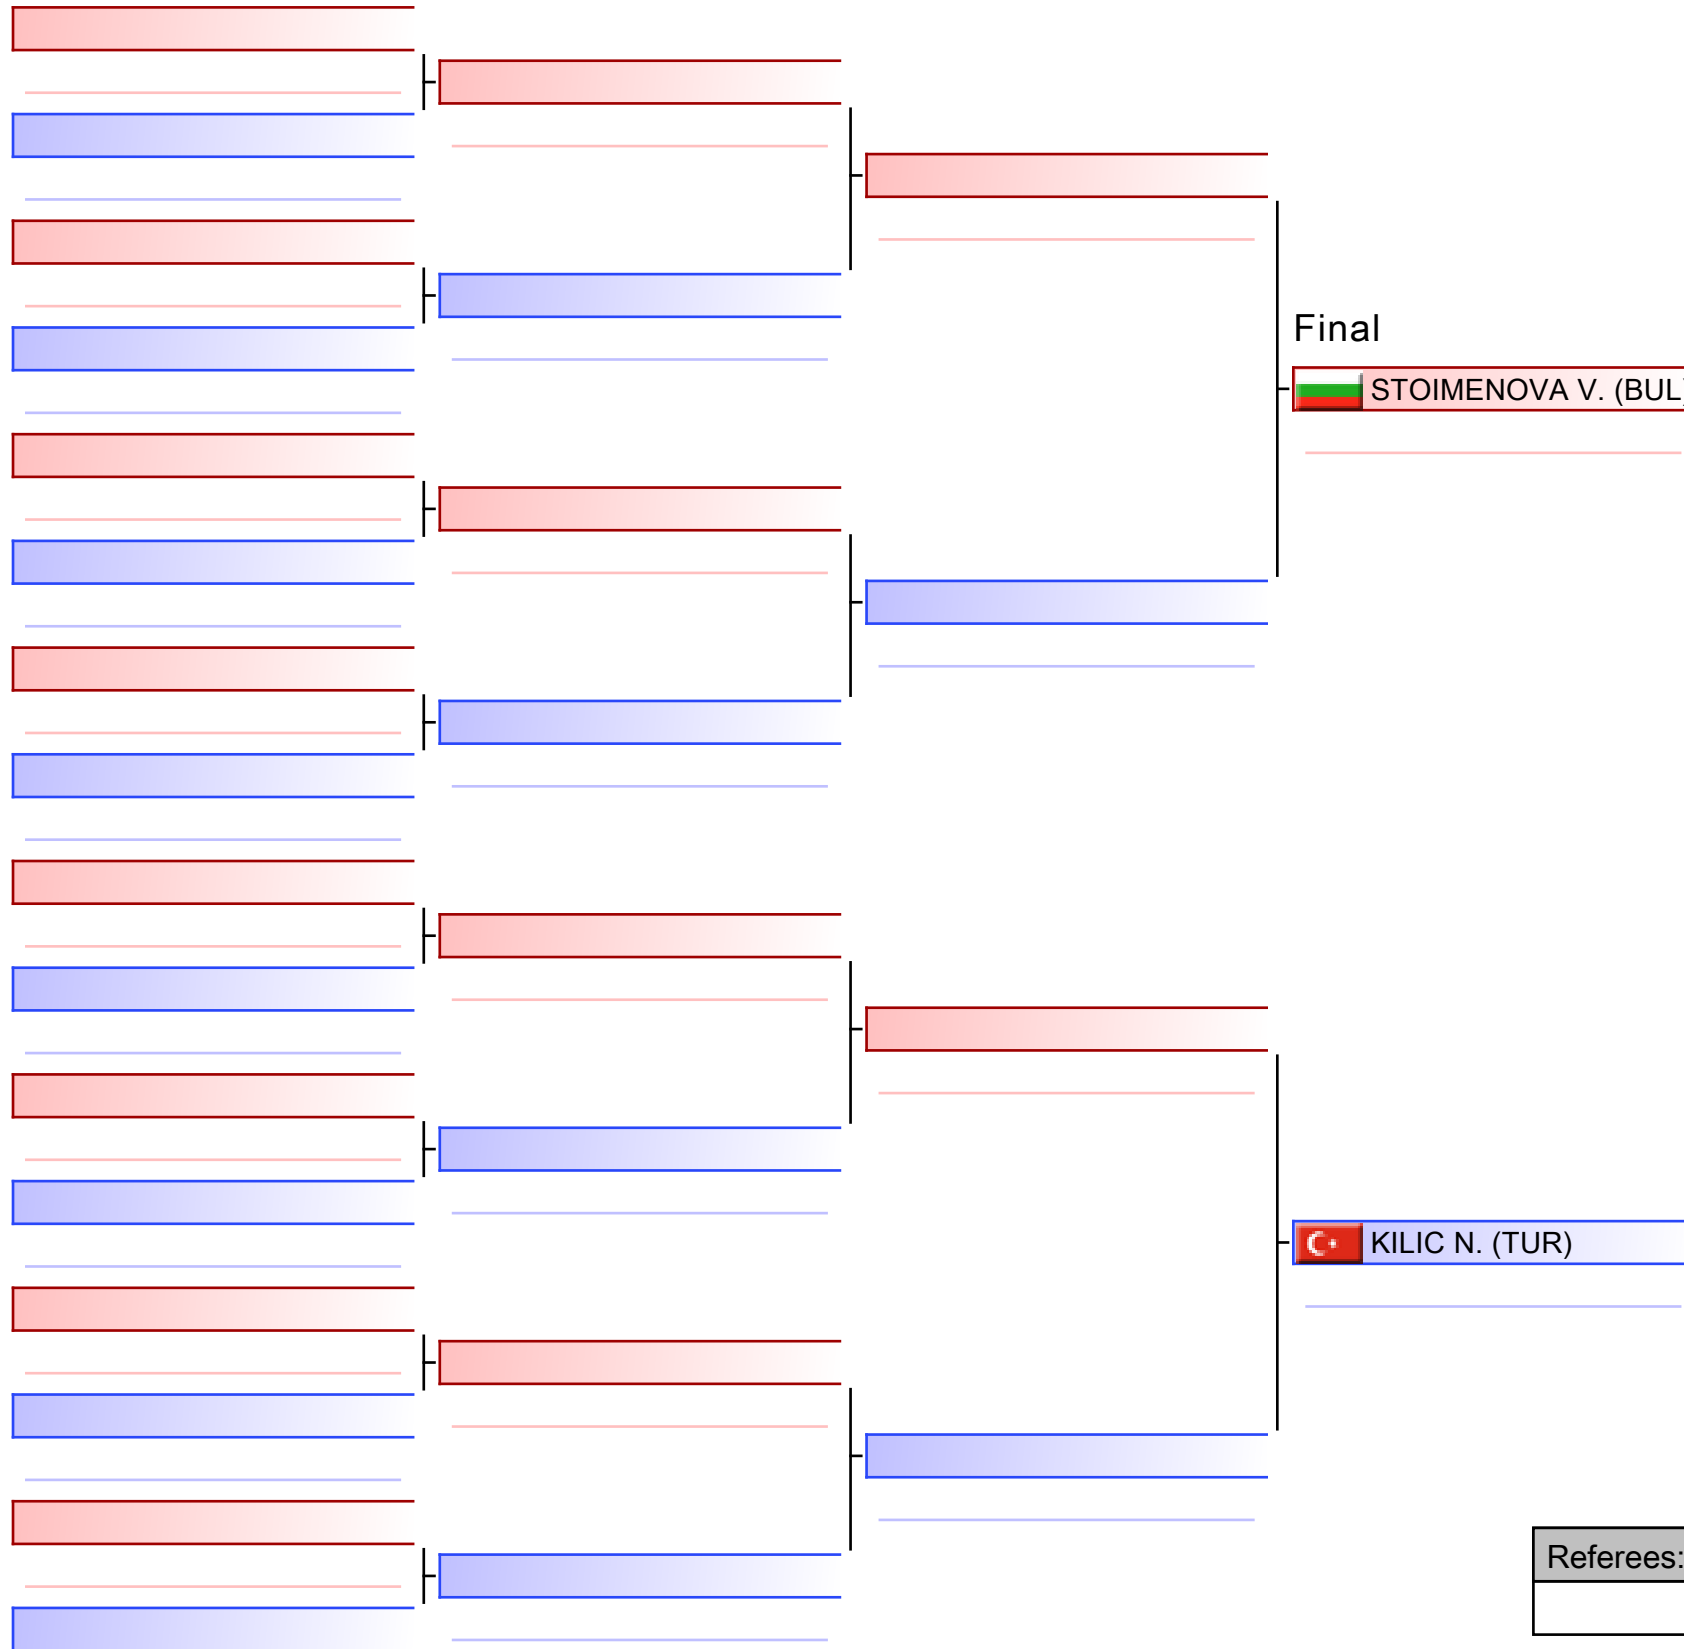 Final
STOIMENOVA V. (BUL)
KILIC N. (TUR)
Referees: